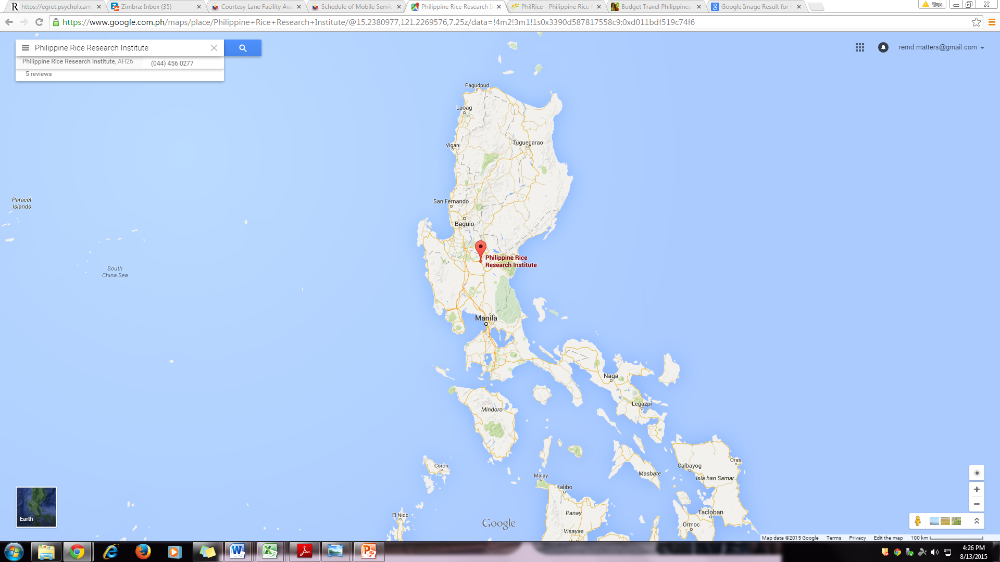 https://egret.psychol.cam.
Zimbra: Inbox (35)
Courtesy Lane Facility Ava
Schedule of Mobile Servic
Philippine Rice Research I
PhilRice - Philippine Rice
Budget Travel Philippines
Google Image Result for
You
https://www.google.com.ph/maps/place/Philippine+Rice+Research+Institute/@15.2380977,121.2269576,7.25z/data=!4m2!3m1!1s0x3390d587817558c9:0xd011bdf519c74f6
Philippine Rice Research Institute
remd.matters@gmail.com
Philippine Rice Research Institute, AH26
(044) 456 0277
5 reviews
Pagudpud
Laoag
Tuguegarao
Vigan
Paracel
Islands
San Fernando
Baguio
Philippine Rice
Research Institute
South
China Sea
Manila
Naga
Legazpi
Mindoro
Oras
Coron
Calbayog
Masbate
Isla han Samar
Malay
Kalibo
Tacloban
Panay
El Nido
Earth
Google
Ormoc
Visayas
Map data ©2015 Google
Terms
Privacy
Edit the map
100 km
4:26 PM
8/13/2015